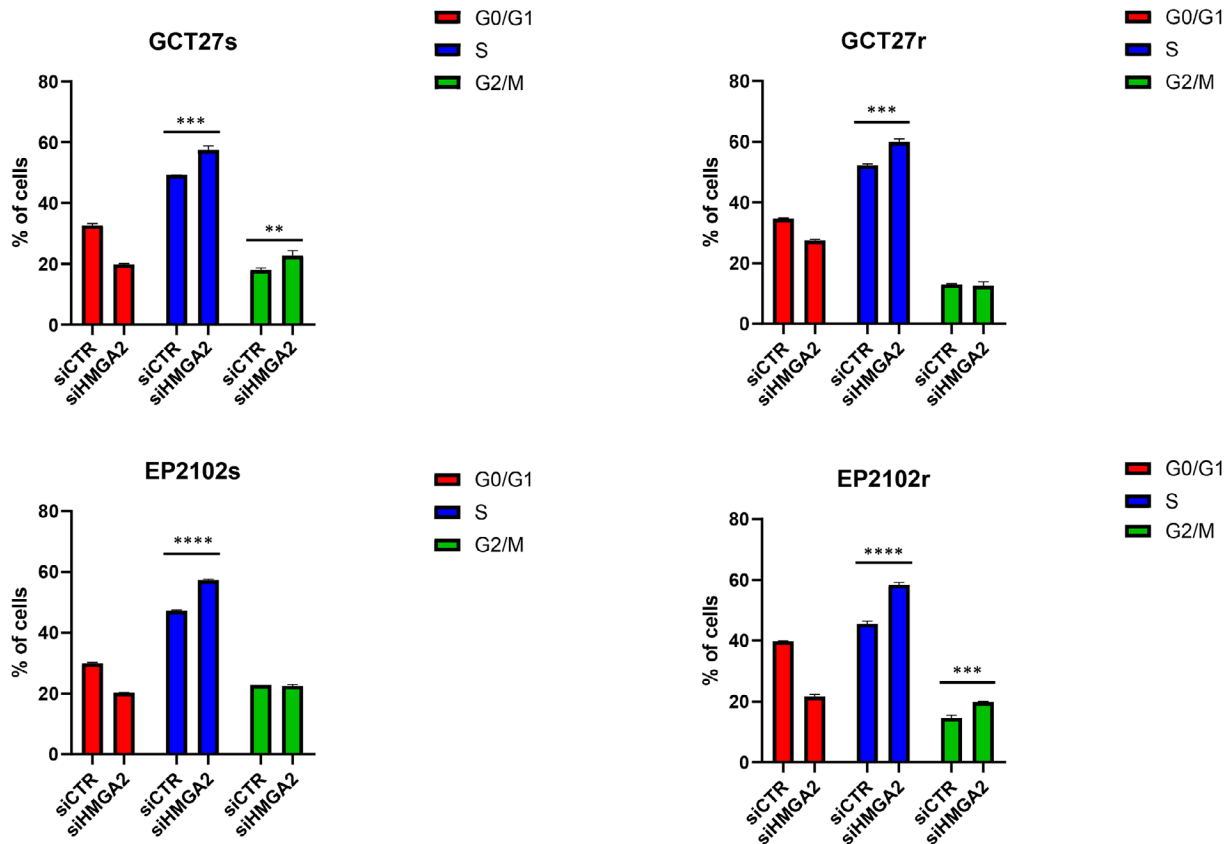 GCT27s
G0/G1
S
G2/M
% of cells
80
60
40
20
0
***
**
siCTR
siHMGA2
siCTR
siHMGA2
siCTR
siHMGA2
GCT27r
G0/G1
S
G2/M
% of cells
80
60
40
20
0
***
siCTR
siHMGA2
siCTR
siHMGA2
siCTR
siHMGA2
EP2102s
G0/G1
S
G2/M
% of cells
80
60
40
20
0
****
siCTR
siHMGA2
siCTR
siHMGA2
siCTR
siHMGA2
EP2102r
G0/G1
S
G2/M
% of cells
80
60
40
20
0
****
***
siCTR
siHMGA2
siCTR
siHMGA2
siCTR
siHMGA2